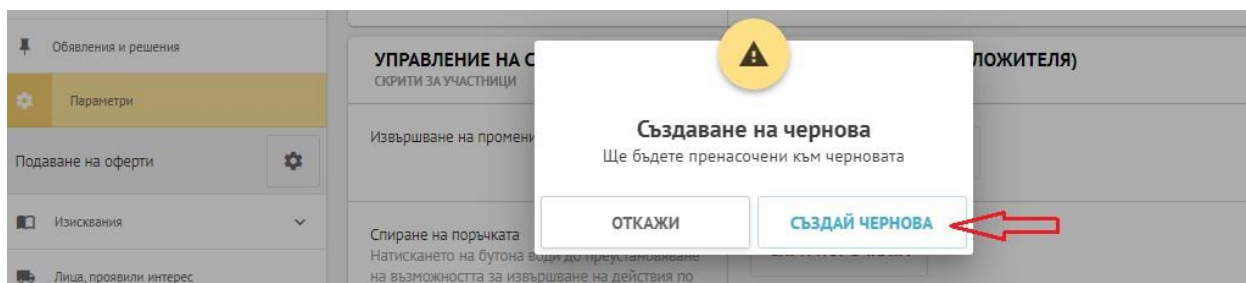 Обявления и решения
Параметри
Подаване на оферти
Изисквания
Лица, проявили интерес
УПРАВЛЕНИЕ НА С
ЛОЖИТЕЛЯ)
СКРИТИ ЗА УЧАСТНИЦИ
Извършване на промени
Спиране на поръчката
Натискането на бутона води до преустановяване
на възможността за извършване на действия по
Създаване на чернова
Ще бъдете пренасочени към черновата
ОТКАЖИ
СЪЗДАЙ ЧЕРНОВА